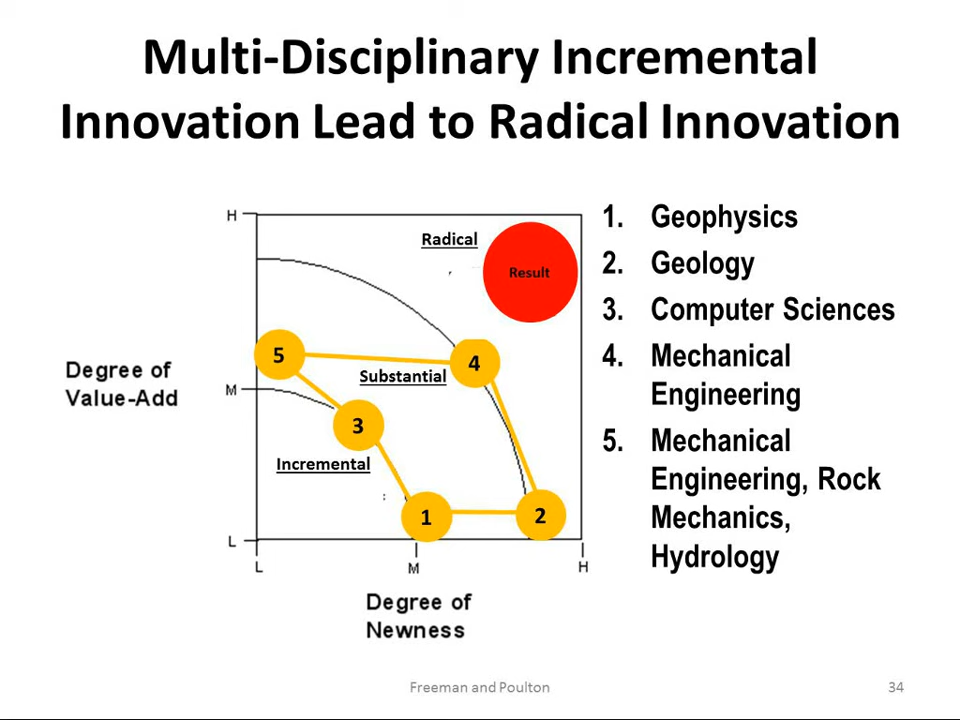 Multi-Disciplinary Incremental
Innovation Lead to Radical Innovation
H
Radical
Result
5
4
Substantial
Degree of
Value-Add
M
3
Incremental
1
2
L
L
M
H
Degree of
Newness
1. Geophysics
2. Geology
3. Computer Sciences
4. Mechanical
Engineering
5. Mechanical
Engineering, Rock
Mechanics,
Hydrology
Freeman and Poulton
34